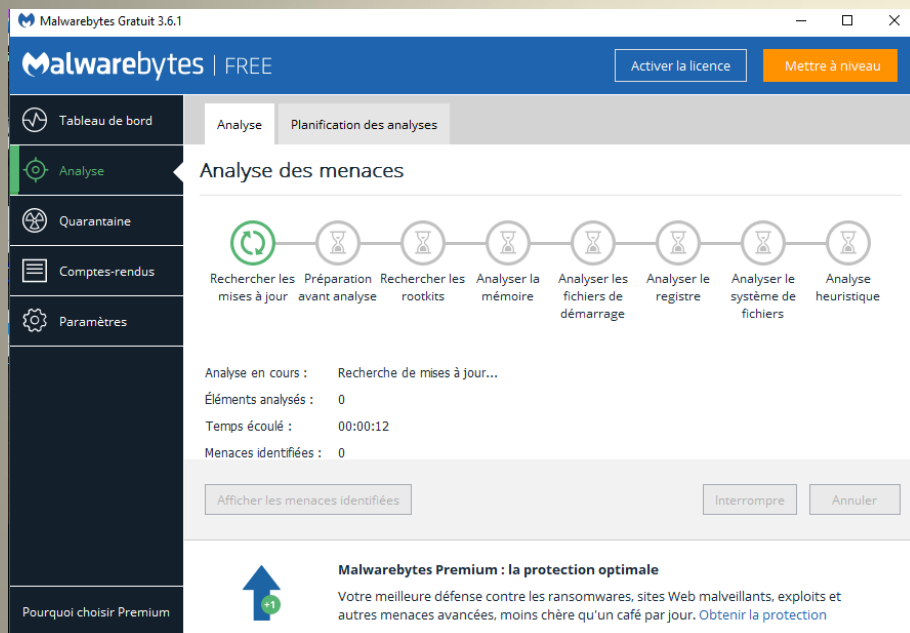 Malwarebytes Gratuit 3.6.1
Malwarebytes | FREE
Activer la licence
Mettre à niveau
Tableau de bord
Analyse
Quarantaine
Comptes-rendus
Paramètres
Pourquoi choisir Premium
Analyse
Planification des analyses
Analyse des menaces
Rechercher les
mises à jour
Préparation
avant analyse
Rechercher les
rootkits
Analyser la
mémoire
Analyser les
fichiers de
démarrage
Analyser le
registre
Analyser le
système de
fichiers
Analyse
heuristique
Analyse en cours : Recherche de mises à jour...
Éléments analysés : 0
Temps écoulé : 00:00:12
Menaces identifiées : 0
Afficher les menaces identifiées
Interrompre
Annuler
+1
Malwarebytes Premium : la protection optimale
Votre meilleure défense contre les ransomwares, sites Web malveillants, exploits et
autres menaces avancées, moins chère qu'un café par jour. Obtenir la protection